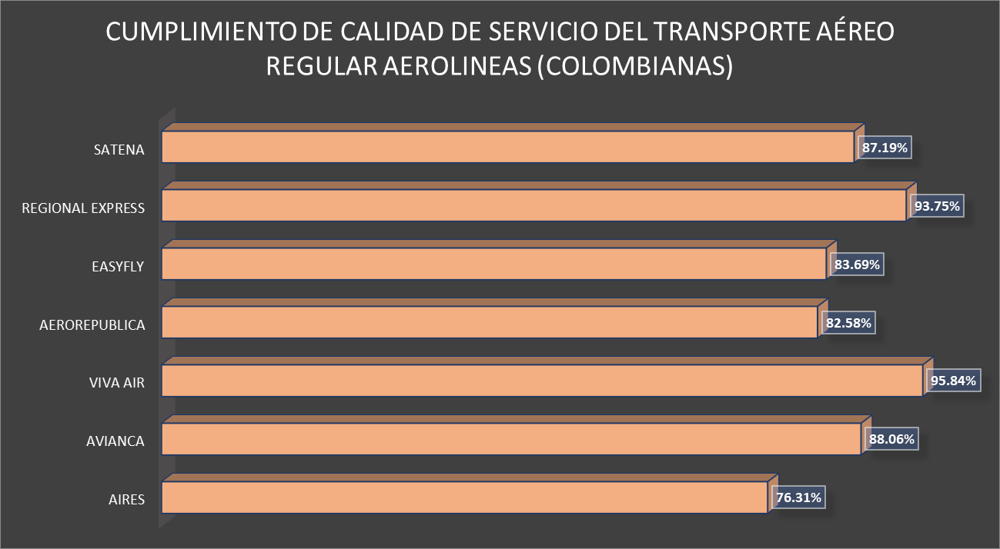 CUMPLIMIENTO DE CALIDAD DE SERVICIO DEL TRANSPORTE AÉREO
REGULAR AEROLINEAS (COLOMBIANAS)
SATENA
87.19%
REGIONAL EXPRESS
93.75%
EASYFLY
83.69%
AEROREPUBLICA
82.58%
VIVA AIR
95.84%
AVIANCA
88.06%
AIRES
76.31%